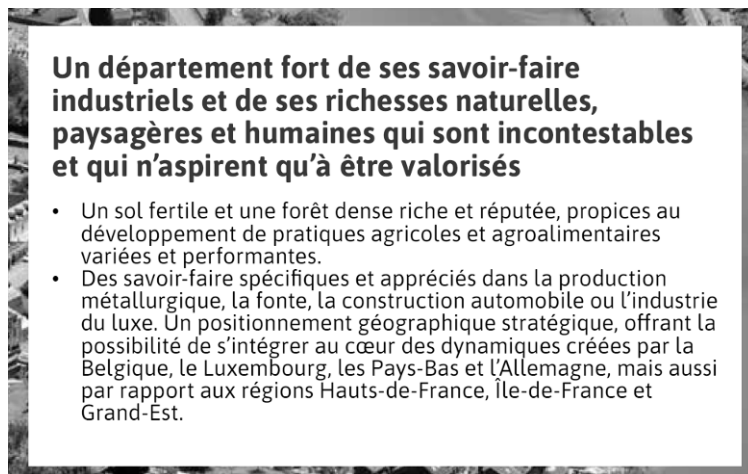 Un département fort de ses savoir-faire
industriels et de ses richesses naturelles,
paysagères et humaines qui sont incontestables
et qui n’aspirent qu’à être valorisés
• Un sol fertile et une forêt dense riche et réputée, propices au
développement de pratiques agricoles et agroalimentaires
variées et performantes.
• Des savoir-faire spécifiques et appréciés dans la production
métallurgique, la fonte, la construction automobile ou l’industrie
du luxe. Un positionnement géographique stratégique, offrant la
possibilité de s’intégrer au cœur des dynamiques créées par la
Belgique, le Luxembourg, les Pays-Bas et l’Allemagne, mais aussi
par rapport aux régions Hauts-de-France, Île-de-France et
Grand-Est.